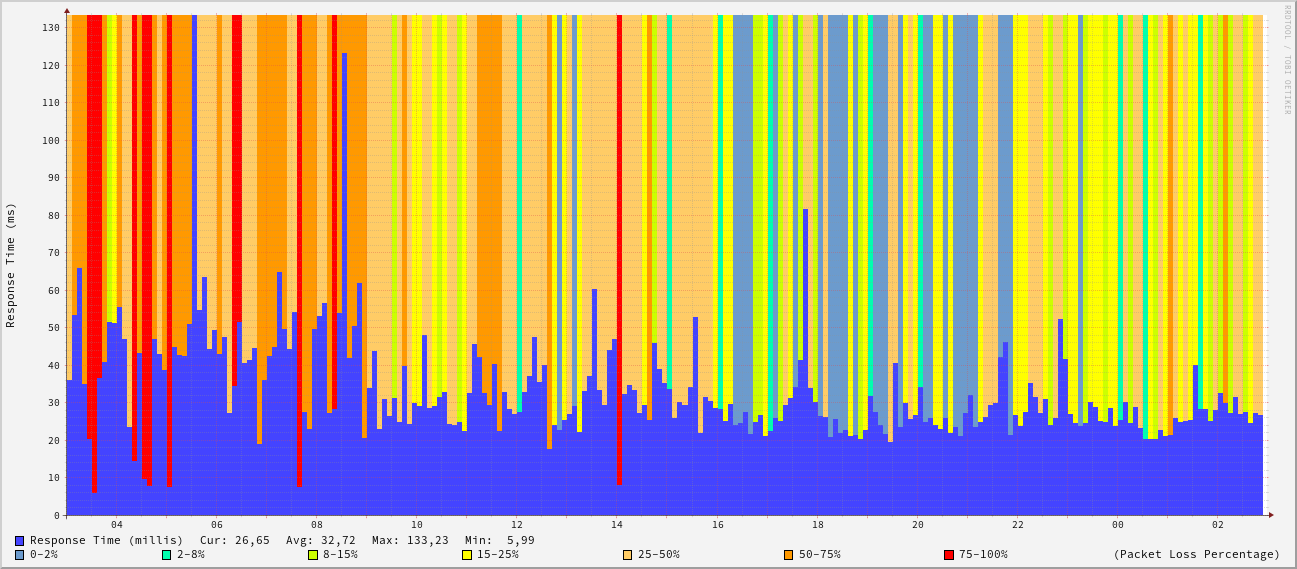 RRDTOOL / TOBI OETIKER
Response Time (ms)
130
120
110
100
90
80
70
60
50
40
30
20
10
0
04 06 08 10 12 14 16 18 20 22 00 02
Response Time (millis) Cur: 26,65 Avg: 32,72 Max: 133,23 Min: 5,99
0-2% 2-8% 8-15% 15-25% 25-50% 50-75% 75-100% (Packet Loss Percentage)